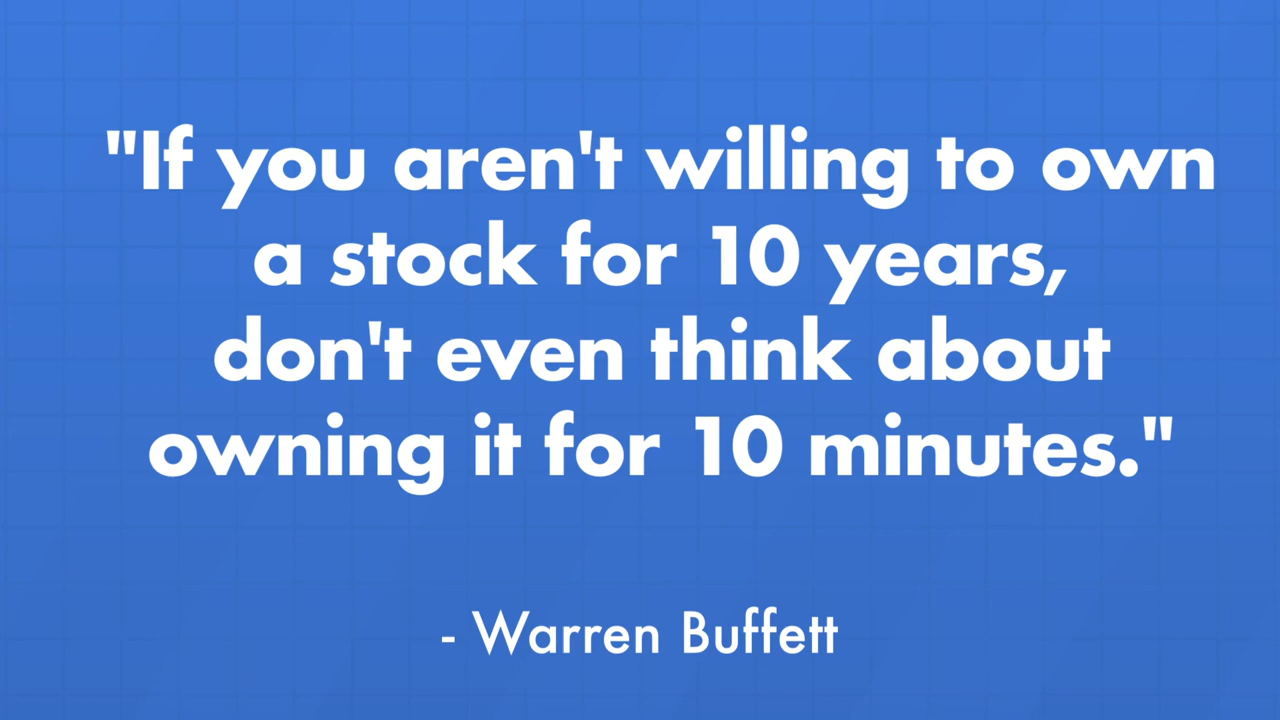 "If you aren't willing to own
a stock for 10 years,
don't even think about
owning it for 10 minutes."
- Warren Buffett